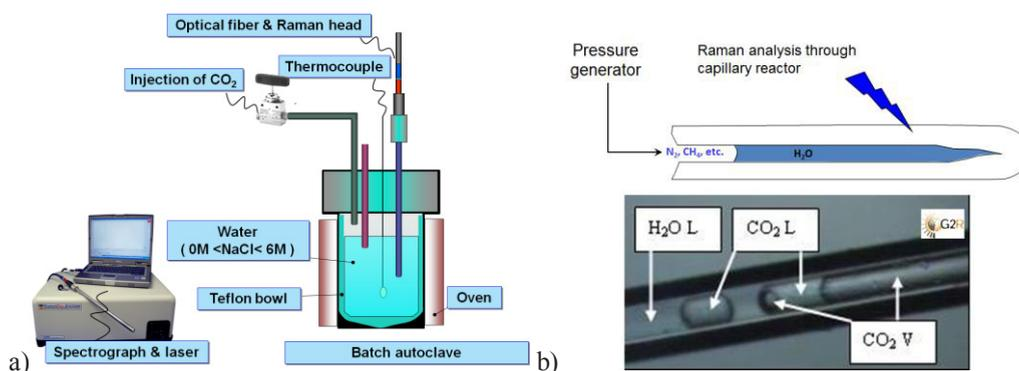 Optical fiber & Raman head
Thermocouple
Injection of CO₂
Water
( 0M <NaCl< 6M )
Teflon bowl
Oven
Spectrograph & laser
Batch autoclave
a)
Pressure
generator
Raman analysis through
capillary reactor
N₂, CH₄, etc.
H₂O
H₂O L
CO₂ L
G2R
CO₂ V
b)